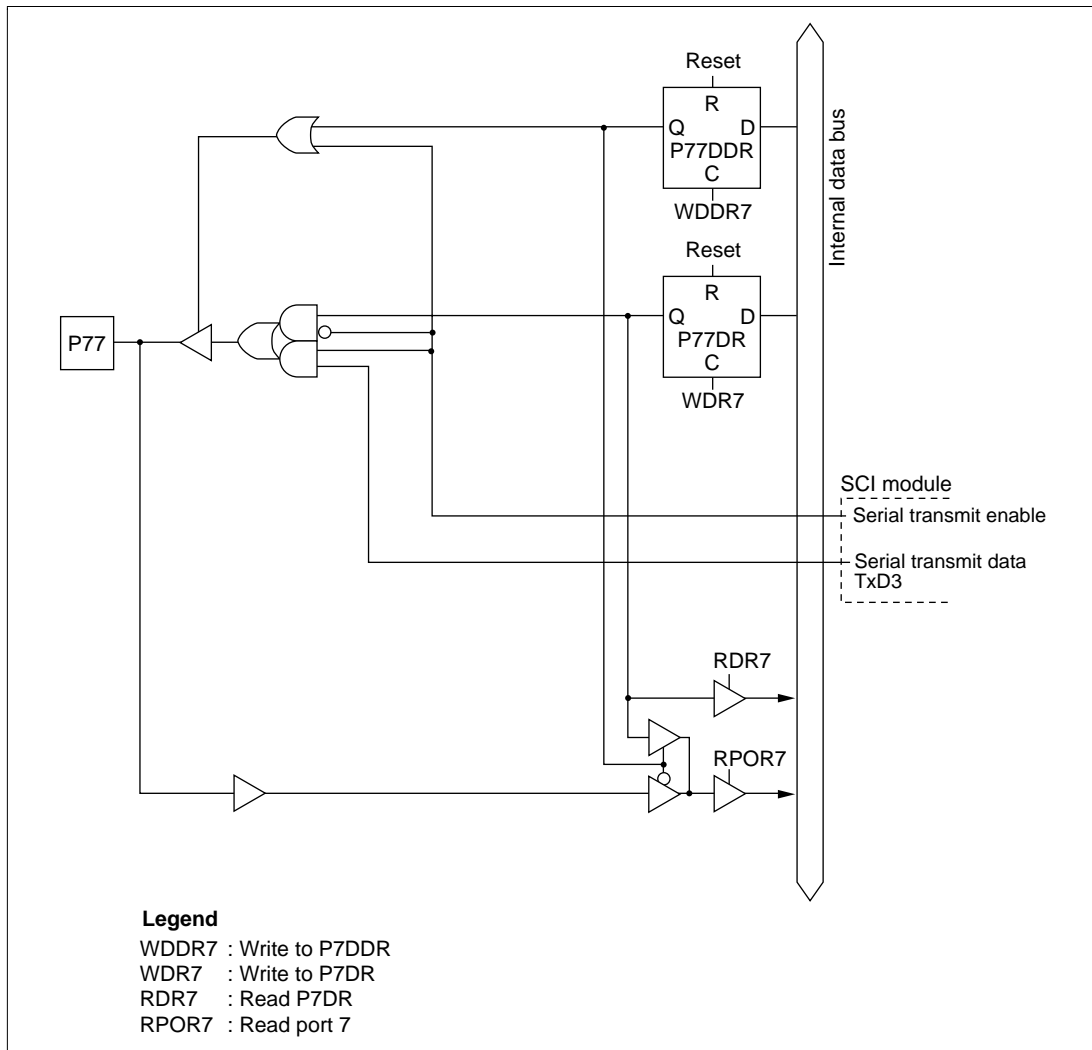 Reset
R
Q D
P77DDR
C
WDDR7
Internal data bus
Reset
R
Q D
P77DR
C
WDR7
P77
SCI module
Serial transmit enable
Serial transmit data
TxD3
RDR7
RPOR7
Legend
WDDR7 : Write to P7DDR
WDR7 : Write to P7DR
RDR7 : Read P7DR
RPOR7 : Read port 7